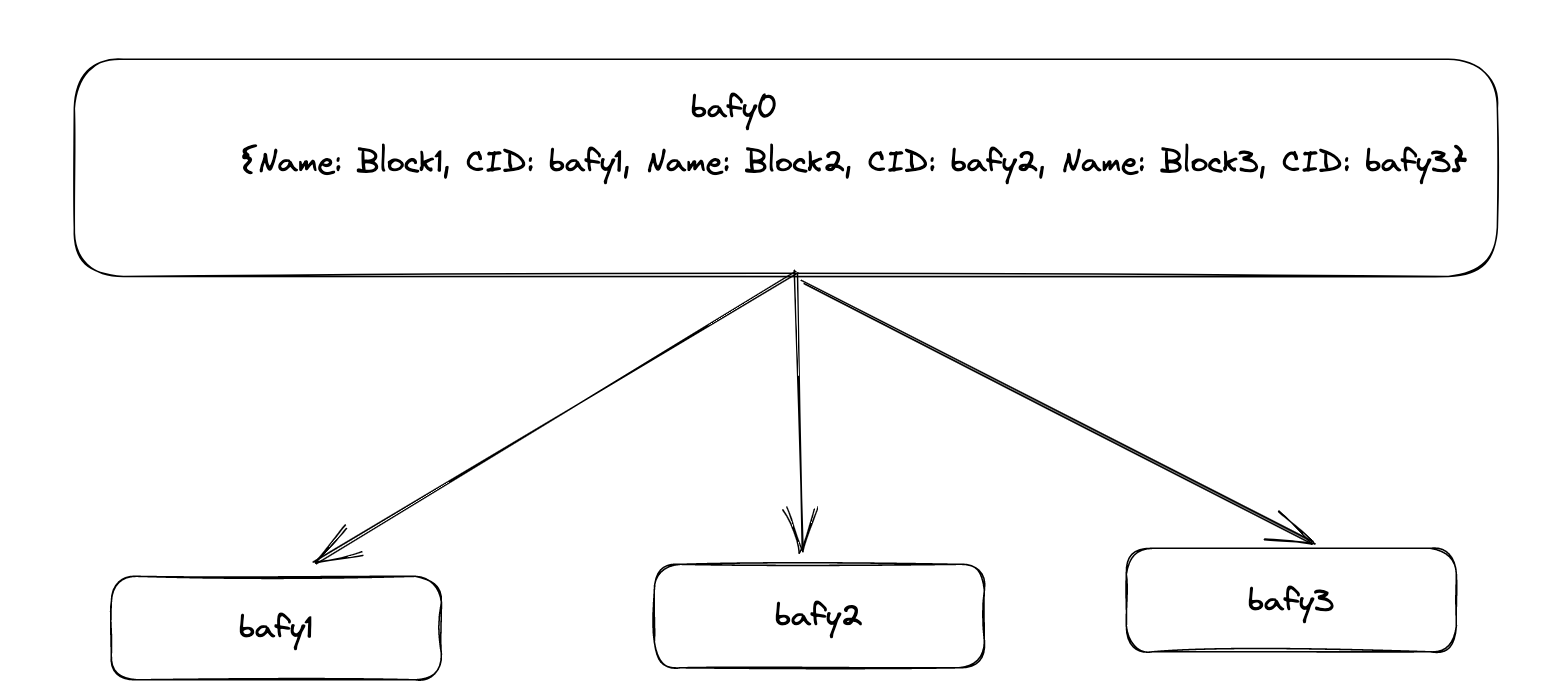 bafy0
{Name: Block1, CID: bafy1, Name: Block2, CID: bafy2, Name: Block3, CID: bafy3}
bafy1
bafy2
bafy3